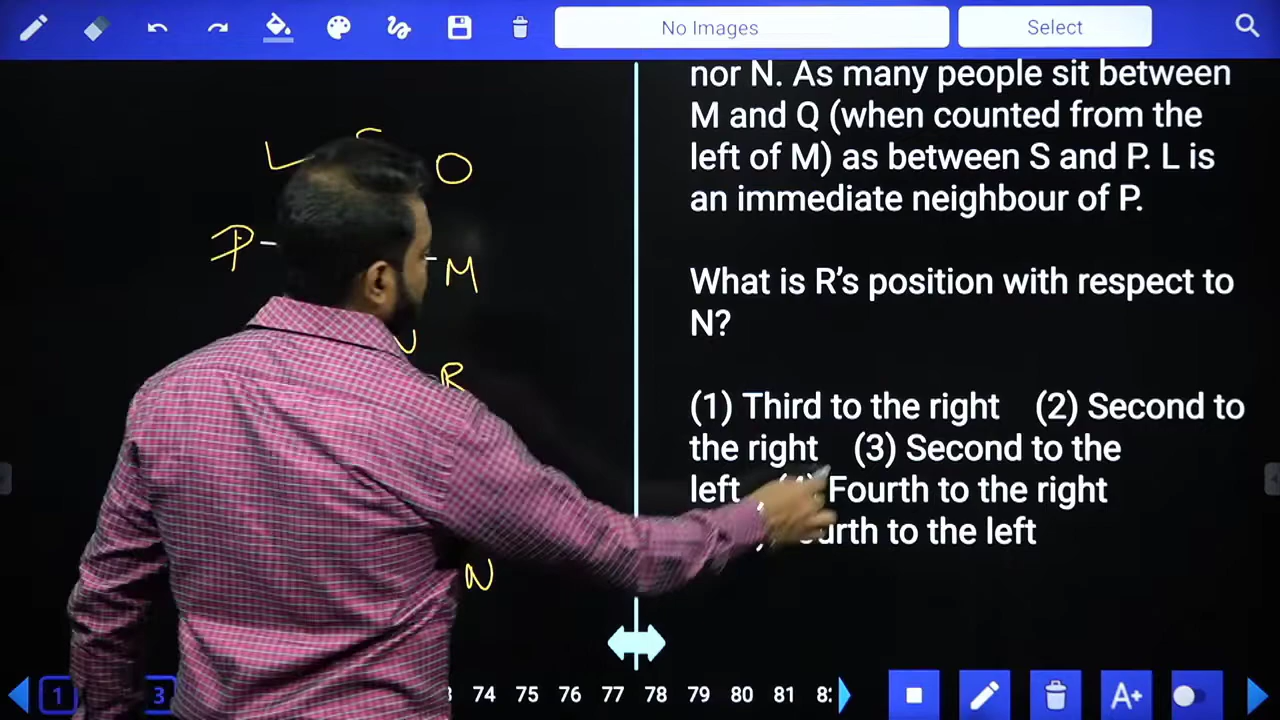 No Images
Select
nor N. As many people sit between
M and Q (when counted from the
left of M) as between S and P. L is
an immediate neighbour of P.
What is R’s position with respect to
N?
(1) Third to the right (2) Second to
the right (3) Second to the
left Fourth to the right
to the left
L
O
P
M
R
N
1
3
74 75 76 77 78 79 80 81
A+